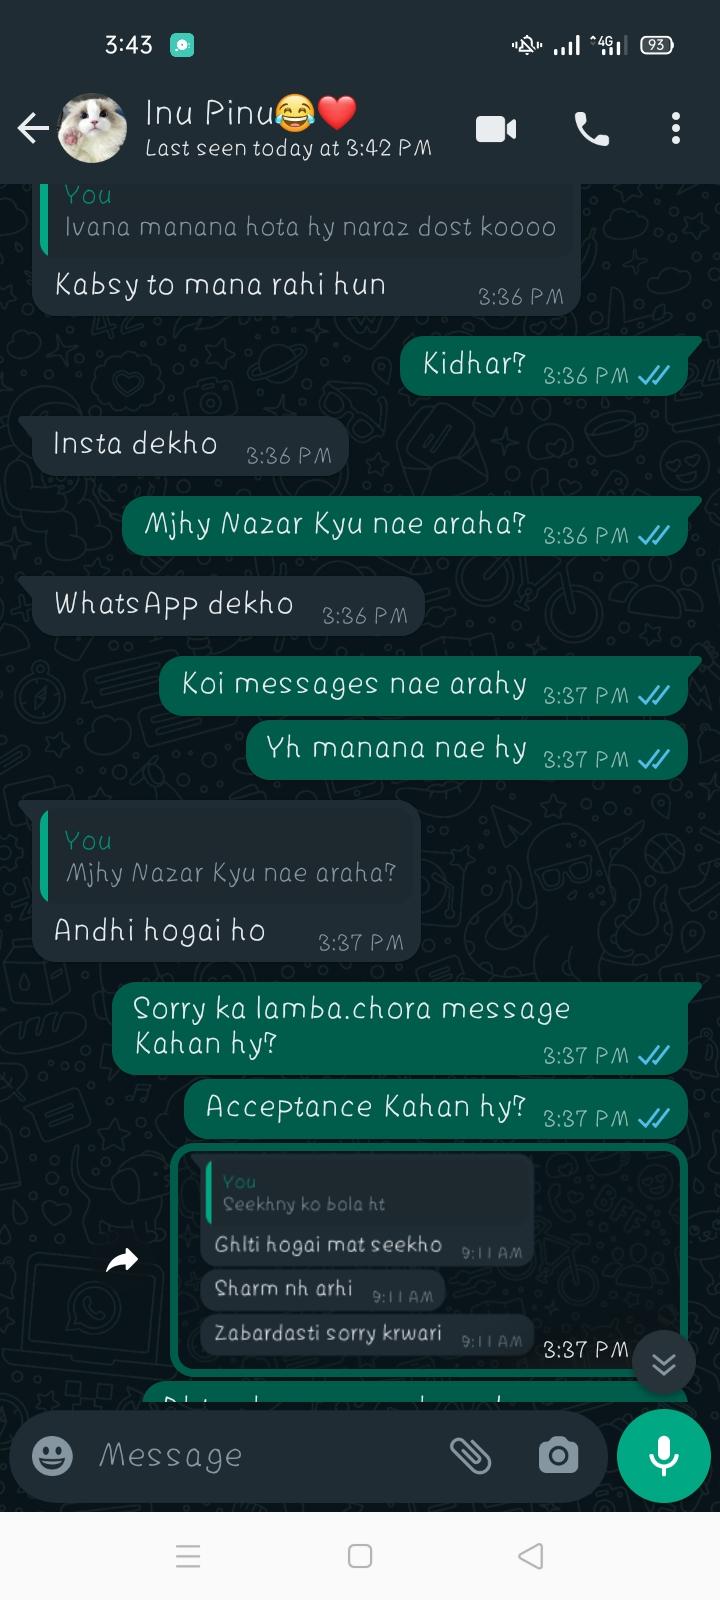 3:43
4G
93
Inu Pinu😂❤️
Last seen today at 3:42 PM
You
Ivana manana hota hy naraz dost koooo
Kabsy to mana rahi hun
3:36 PM
Kidhar?
3:36 PM
Insta dekho
3:36 PM
Mjhy Nazar Kyu nae araha?
3:36 PM
WhatsApp dekho
3:36 PM
Koi messages nae arahy
3:37 PM
Yh manana nae hy
3:37 PM
You
Mjhy Nazar Kyu nae araha?
Andhi hogai ho
3:37 PM
Sorry ka lamba.chora message
Kahan hy?
3:37 PM
Acceptance Kahan hy?
3:37 PM
You
Seekhny ko bola ht
Ghlti hogai mat seekho
9:11 AM
Sharm nh arhi
9:11 AM
Zabardasti sorry krwari
9:11 AM
3:37 PM
Message